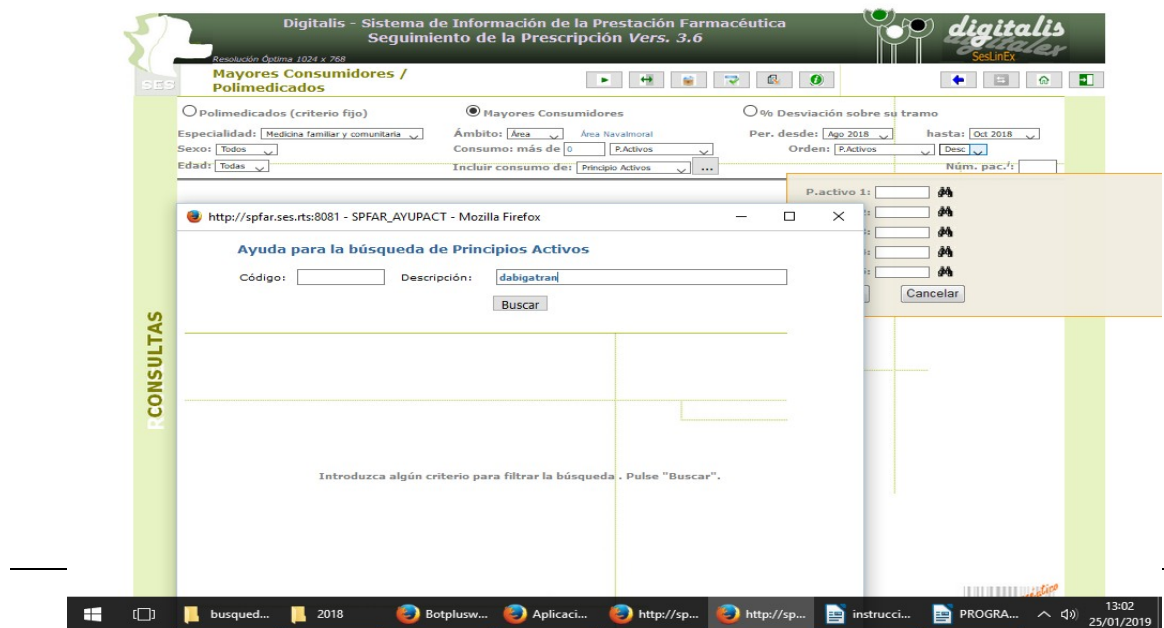 Digitalis - Sistema de Información de la Prestación Farmacéutica
Seguimiento de la Prescripción Vers. 3.6
Resolución Óptima 1024 x 768
digitalis
SesLinEx
SES
Mayores Consumidores /
Polimedicados
Polimedicados (criterio fijo) Mayores Consumidores % Desviación sobre su tramo
Especialidad: Medicina familiar y comunitaria Ámbito: Área Área Navalmoral Per. desde: Ago 2018 hasta: Oct 2018
Sexo: Todos Consumo: más de 0 P.Activos Orden: P.Activos Desc
Edad: Todas Incluir consumo de: Principio Activos ... Núm. pac.
P.activo 1:
http://spfar.ses.rts:8081 - SPFAR_AYUPACT - Mozilla Firefox
Ayuda para la búsqueda de Principios Activos
Código: Descripción: dabigatran
Buscar
Cancelar
CONSULTAS
Introduzca algún criterio para filtrar la búsqueda . Pulse "Buscar".
busqued... 2018 Botplusw... Aplicaci... http://sp... http://sp... instrucci... PROGRA... 13:02
25/01/2019